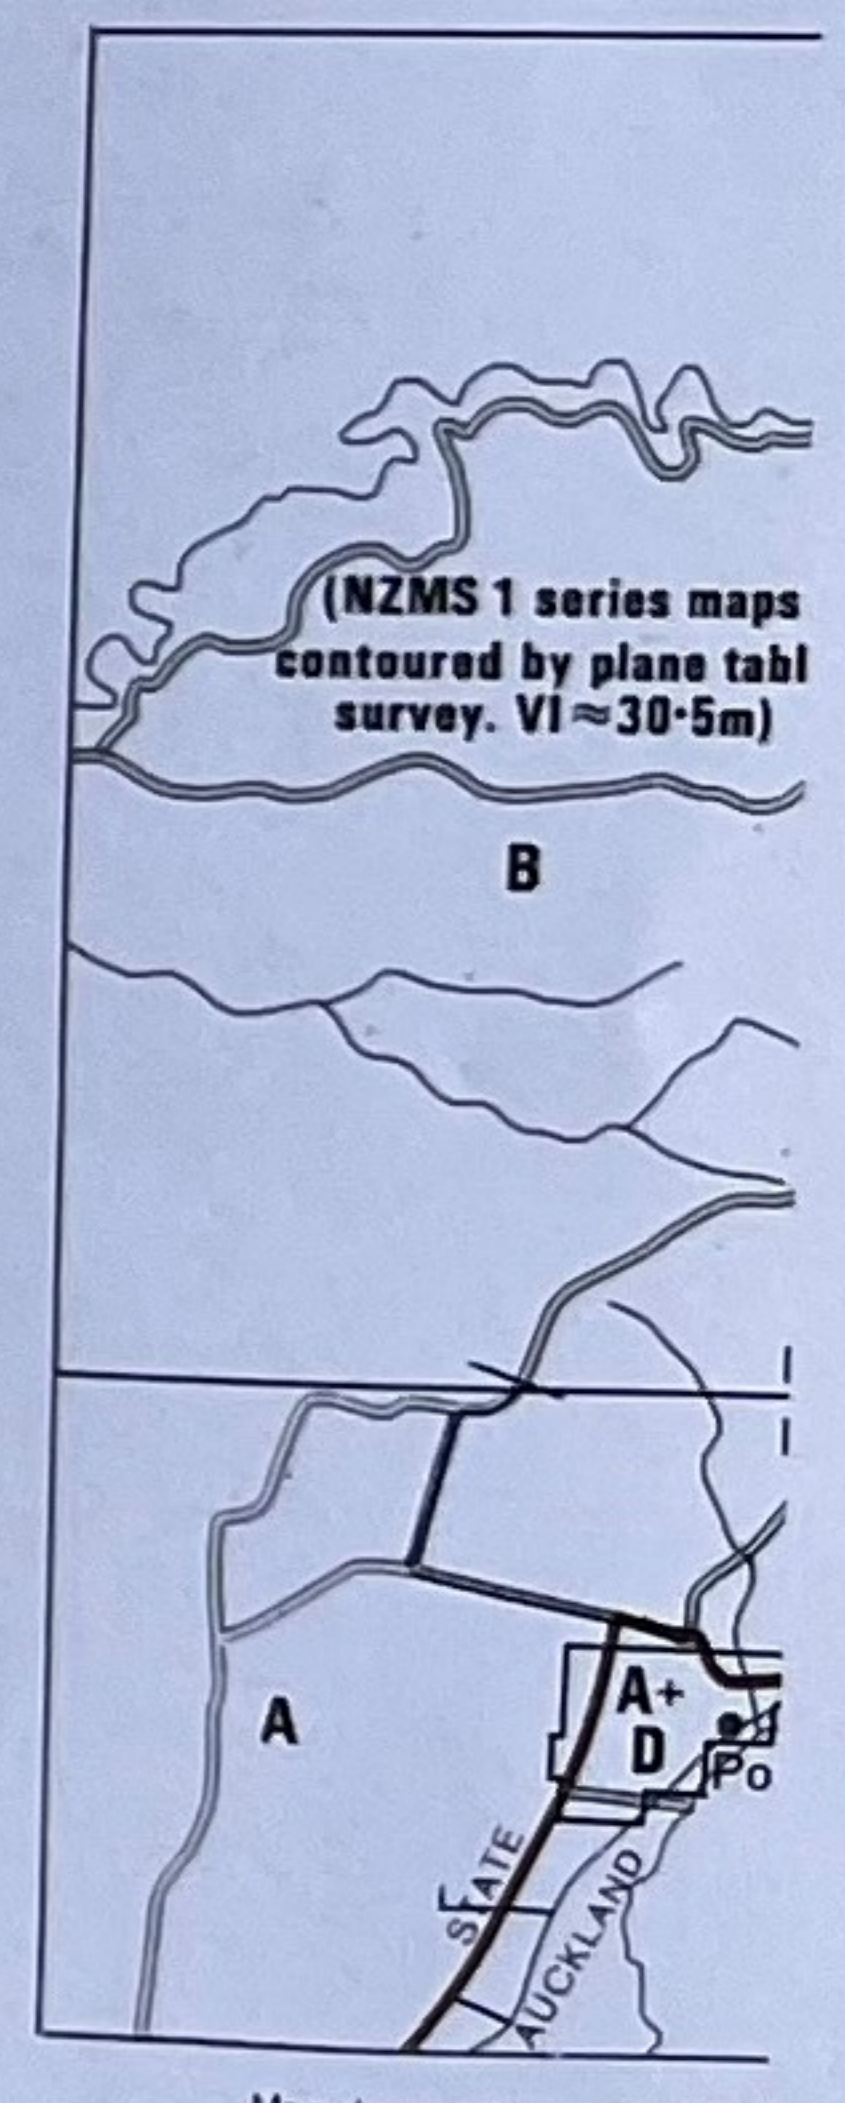 (NZMS 1 series maps
contoured by plane tabl
survey. VI≈30·5m)
B
A
A+
D
Po
STATE
AUCKLAND